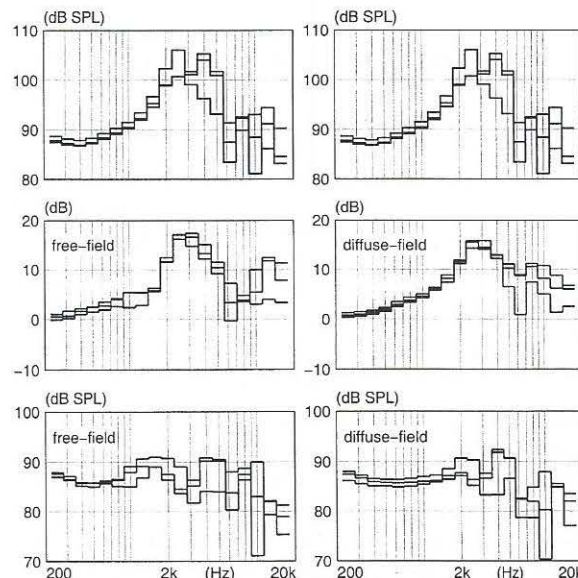 (dB SPL) (dB SPL)
110 110
100 100
90 90
80 80
(dB) (dB)
20 20
free-field diffuse-field
10 10
0 0
-10 -10
(dB SPL) (dB SPL)
100 100
free-field diffuse-field
90 90
80 80
70 70
200 2k (Hz) 20k 200 2k (Hz) 20k